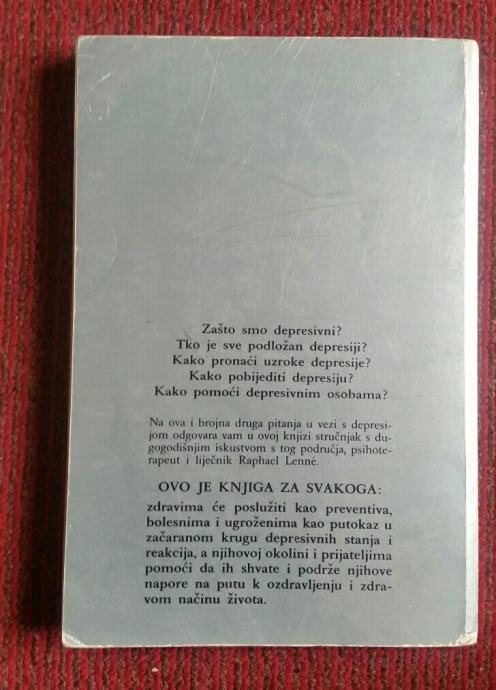 Zašto smo depresivni?
Tko je sve podložan depresiji?
Kako pronaći uzroke depresije?
Kako pobijediti depresiju?
Kako pomoći depresivnim osobama?
Na ova i brojna druga pitanja u vezi s depresi-
jom odgovara vam u ovoj knjizi stručnjak s du-
gogodišnjim iskustvom s tog područja, psihote-
rapeut i liječnik Raphael Lenné.
OVO JE KNJIGA ZA SVAKOGA:
zdravima će poslužiti kao preventiva,
bolesnima i ugroženima kao putokaz u
začaranom krugu depresivnih stanja i
reakcija, a njihovoj okolini i prijateljima
pomoći da ih shvate i podrže njihove
napore na putu k ozdravljenju i zdra-
vom načinu života.